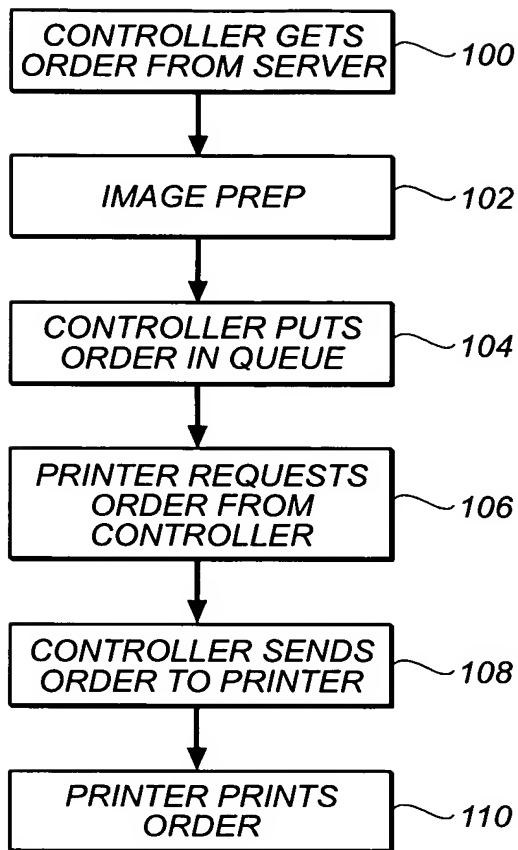 CONTROLLER GETS
ORDER FROM SERVER
100
IMAGE PREP
102
CONTROLLER PUTS
ORDER IN QUEUE
104
PRINTER REQUESTS
ORDER FROM
CONTROLLER
106
CONTROLLER SENDS
ORDER TO PRINTER
108
PRINTER PRINTS
ORDER
110